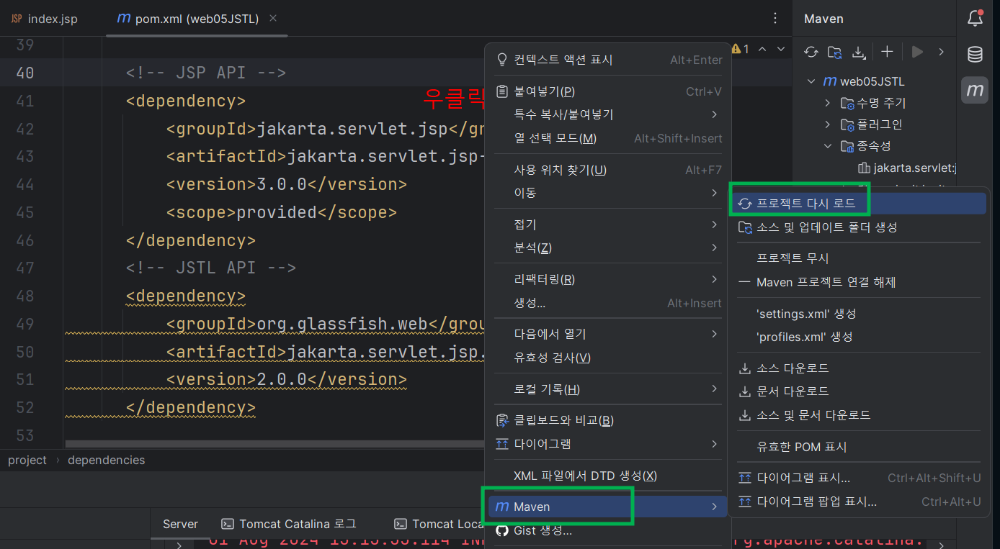 index.jsp
pom.xml (web05JSTL)
Maven
39
40 <!-- JSP API -->
41 <dependency>
우클릭
42 <groupId>jakarta.servlet.jsp</gr
43 <artifactId>jakarta.servlet.jsp-
44 <version>3.0.0</version>
45 <scope>provided</scope>
46 </dependency>
47 <!-- JSTL API -->
48 <dependency>
49 <groupId>org.glassfish.web</grou
50 <artifactId>jakarta.servlet.jsp.
51 <version>2.0.0</version>
52 </dependency>
53
1
project › dependencies
Server
Tomcat Catalina 로그
Tomcat Loca
컨텍스트 액션 표시 Alt+Enter
붙여넣기(P) Ctrl+V
특수 복사/붙여넣기
열 선택 모드(M) Alt+Shift+Insert
사용 위치 찾기(U) Alt+F7
이동
접기
분석(Z)
리팩터링(R)
생성... Alt+Insert
다음에서 열기
유효성 검사(V)
로컬 기록(H)
클립보드와 비교(B)
다이어그램
XML 파일에서 DTD 생성(X)
Maven
Gist 생성...
web05JSTL
수명 주기
플러그인
종속성
jakarta.servlet:j
프로젝트 다시 로드
소스 및 업데이트 폴더 생성
프로젝트 무시
Maven 프로젝트 연결 해제
'settings.xml' 생성
'profiles.xml' 생성
소스 다운로드
문서 다운로드
소스 및 문서 다운로드
유효한 POM 표시
다이어그램 표시... Ctrl+Alt+Shift+U
다이어그램 팝업 표시... Ctrl+Alt+U
rg.apache.catalina.